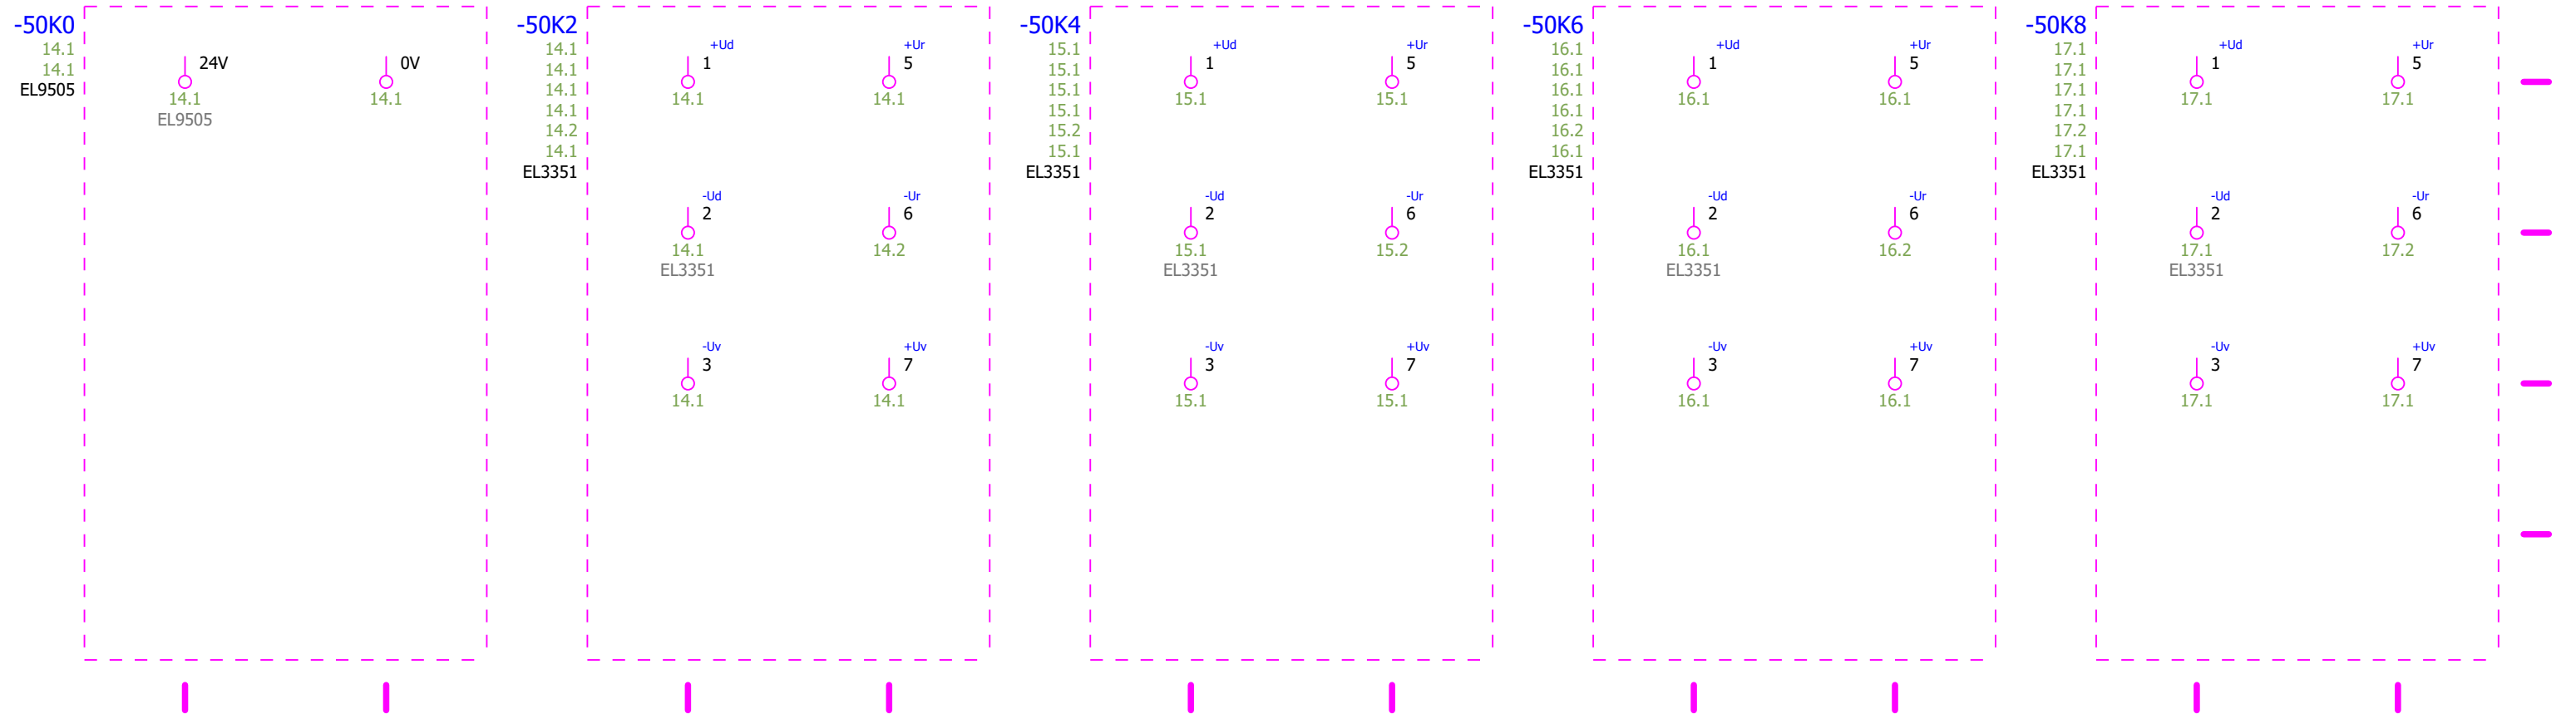 -50K0
14.1
14.1
EL9505
24V
14.1
EL9505
0V
14.1
-50K2
14.1
14.1
14.1
14.1
14.2
14.1
EL3351
+Ud
1
14.1
+Ur
5
14.1
-Ud
2
14.1
EL3351
-Ur
6
14.2
-Uv
3
14.1
+Uv
7
14.1
-50K4
15.1
15.1
15.1
15.1
15.2
15.1
EL3351
+Ud
1
15.1
+Ur
5
15.1
-Ud
2
15.1
EL3351
-Ur
6
15.2
-Uv
3
15.1
+Uv
7
15.1
-50K6
16.1
16.1
16.1
16.1
16.2
16.1
EL3351
+Ud
1
16.1
+Ur
5
16.1
-Ud
2
16.1
EL3351
-Ur
6
16.2
-Uv
3
16.1
+Uv
7
16.1
-50K8
17.1
17.1
17.1
17.1
17.2
17.1
EL3351
+Ud
1
17.1
+Ur
5
17.1
-Ud
2
17.1
EL3351
-Ur
6
17.2
-Uv
3
17.1
+Uv
7
17.1